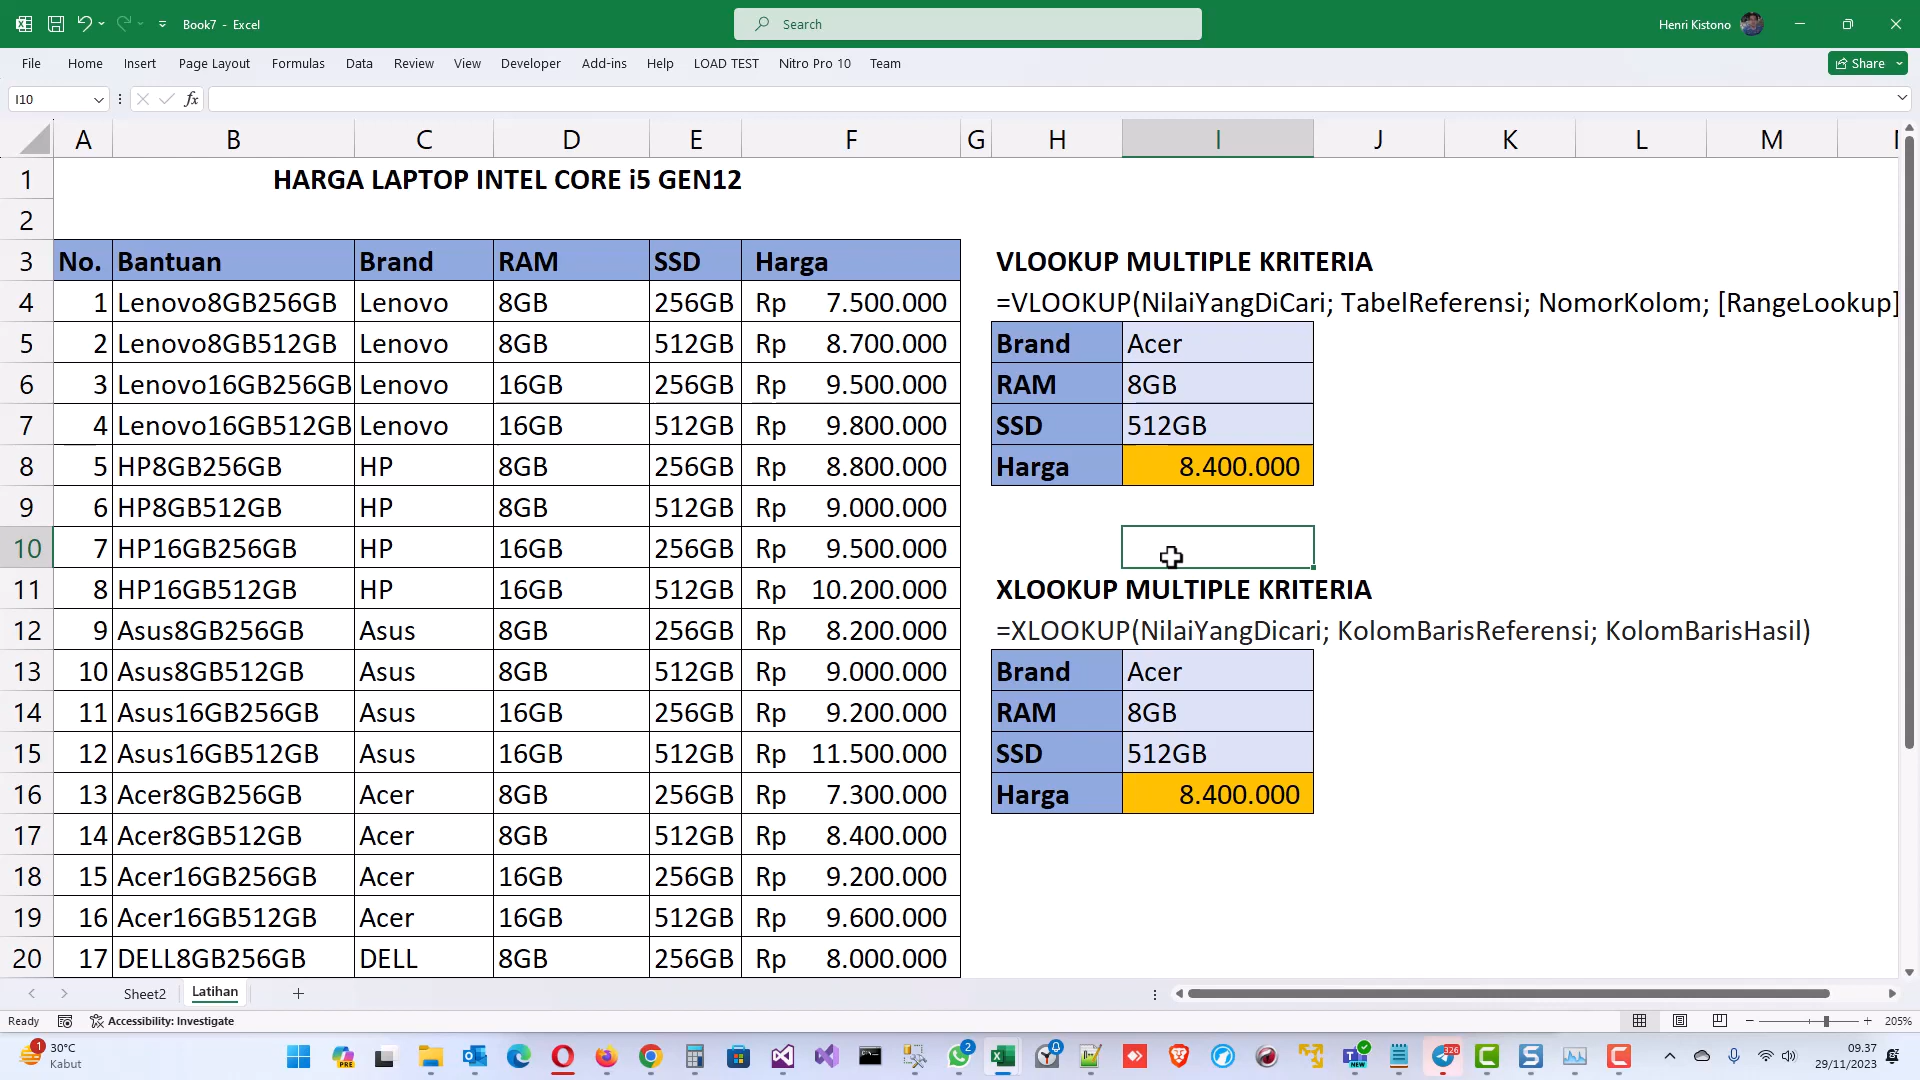 Book7 - Excel
Search
Henri Kistono
File Home Insert Page Layout Formulas Data Review View Developer Add-ins Help LOAD TEST Nitro Pro 10 Team
Share
I10
fx
A B C D E F G H I J K L M
1 HARGA LAPTOP INTEL CORE i5 GEN12
2
3 No. Bantuan Brand RAM SSD Harga VLOOKUP MULTIPLE KRITERIA
4 1 Lenovo8GB256GB Lenovo 8GB 256GB Rp 7.500.000 =VLOOKUP(NilaiYangDiCari; TabelReferensi; NomorKolom; [RangeLookup]
5 2 Lenovo8GB512GB Lenovo 8GB 512GB Rp 8.700.000 Brand Acer
6 3 Lenovo16GB256GB Lenovo 16GB 256GB Rp 9.500.000 RAM 8GB
7 4 Lenovo16GB512GB Lenovo 16GB 512GB Rp 9.800.000 SSD 512GB
8 5 HP8GB256GB HP 8GB 256GB Rp 8.800.000 Harga 8.400.000
9 6 HP8GB512GB HP 8GB 512GB Rp 9.000.000
10 7 HP16GB256GB HP 16GB 256GB Rp 9.500.000
11 8 HP16GB512GB HP 16GB 512GB Rp 10.200.000 XLOOKUP MULTIPLE KRITERIA
12 9 Asus8GB256GB Asus 8GB 256GB Rp 8.200.000 =XLOOKUP(NilaiYangDicari; KolomBarisReferensi; KolomBarisHasil)
13 10 Asus8GB512GB Asus 8GB 512GB Rp 9.000.000 Brand Acer
14 11 Asus16GB256GB Asus 16GB 256GB Rp 9.200.000 RAM 8GB
15 12 Asus16GB512GB Asus 16GB 512GB Rp 11.500.000 SSD 512GB
16 13 Acer8GB256GB Acer 8GB 256GB Rp 7.300.000 Harga 8.400.000
17 14 Acer8GB512GB Acer 8GB 512GB Rp 8.400.000
18 15 Acer16GB256GB Acer 16GB 256GB Rp 9.200.000
19 16 Acer16GB512GB Acer 16GB 512GB Rp 9.600.000
20 17 DELL8GB256GB DELL 8GB 256GB Rp 8.000.000
Sheet2 Latihan
Ready Accessibility: Investigate 205%
1 30°C
Kabut
PRE
2
NEW
326
09.37
29/11/2023